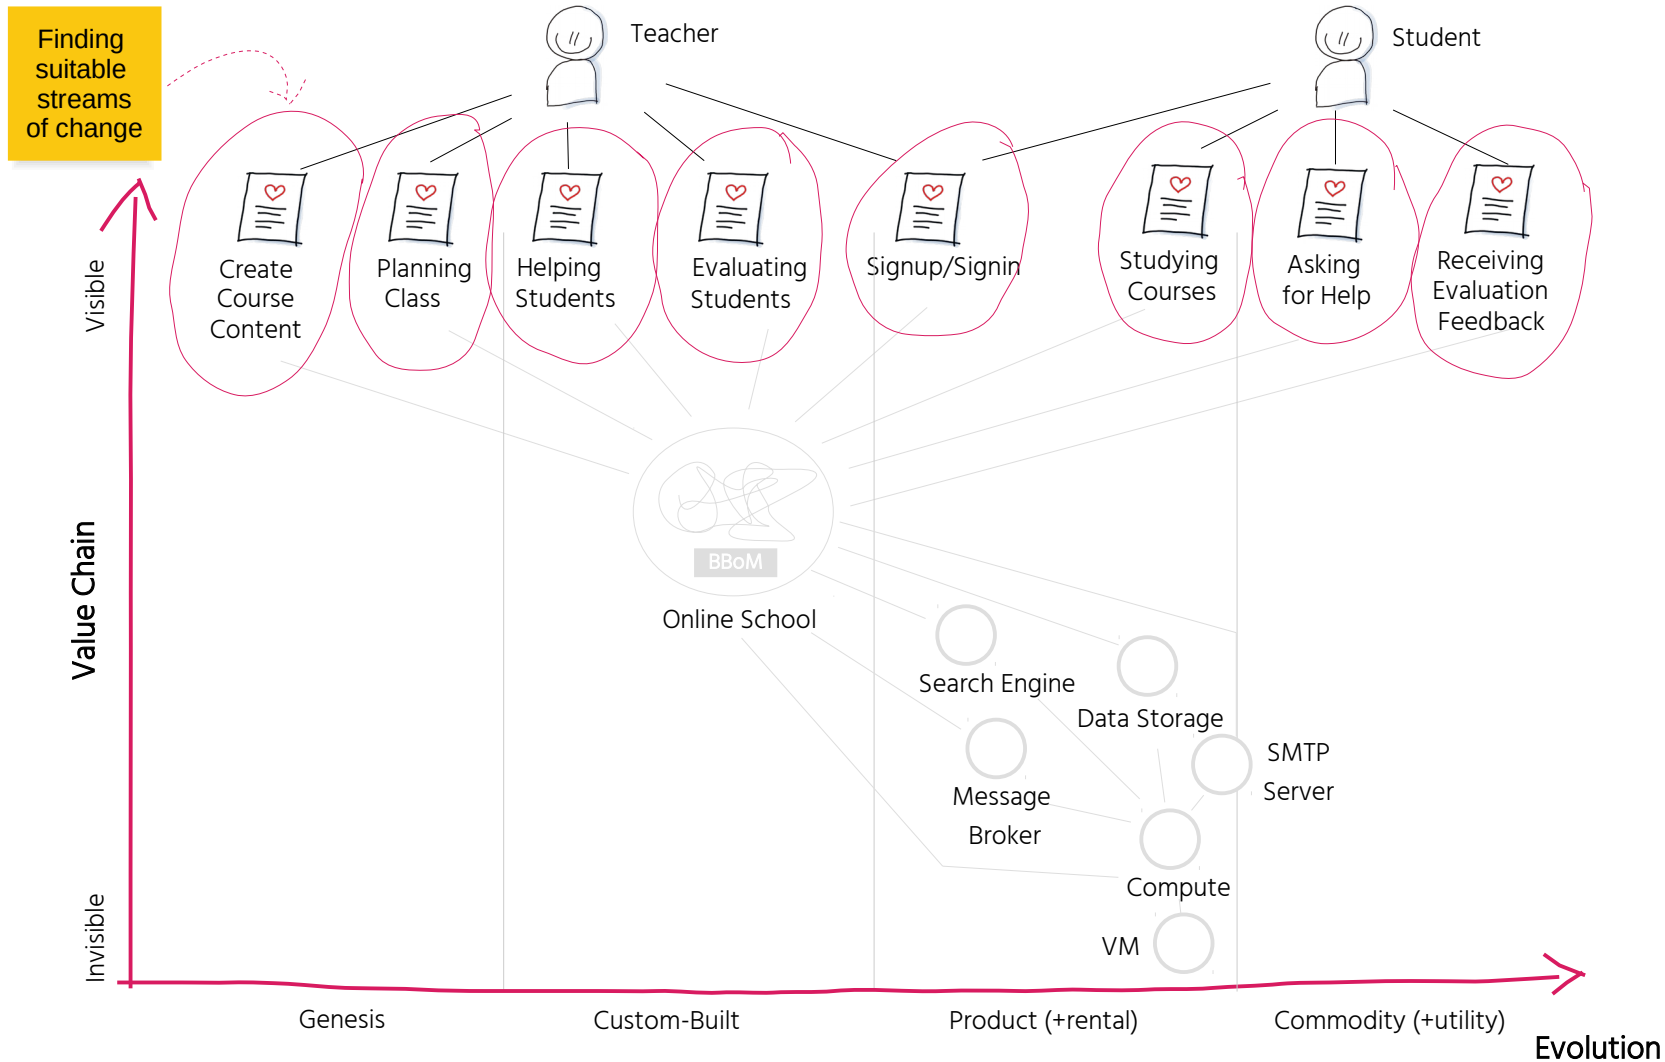 Finding
suitable
streams
of change
Teacher
Student
Create
Course
Content
Planning
Class
Helping
Students
Evaluating
Students
Signup/Signin
Studying
Courses
Asking
for Help
Receiving
Evaluation
Feedback
Visible
Value Chain
Invisible
BBoM
Online School
Search Engine
Data Storage
SMTP
Server
Message
Broker
Compute
VM
Genesis
Custom-Built
Product (+rental)
Commodity (+utility)
Evolution